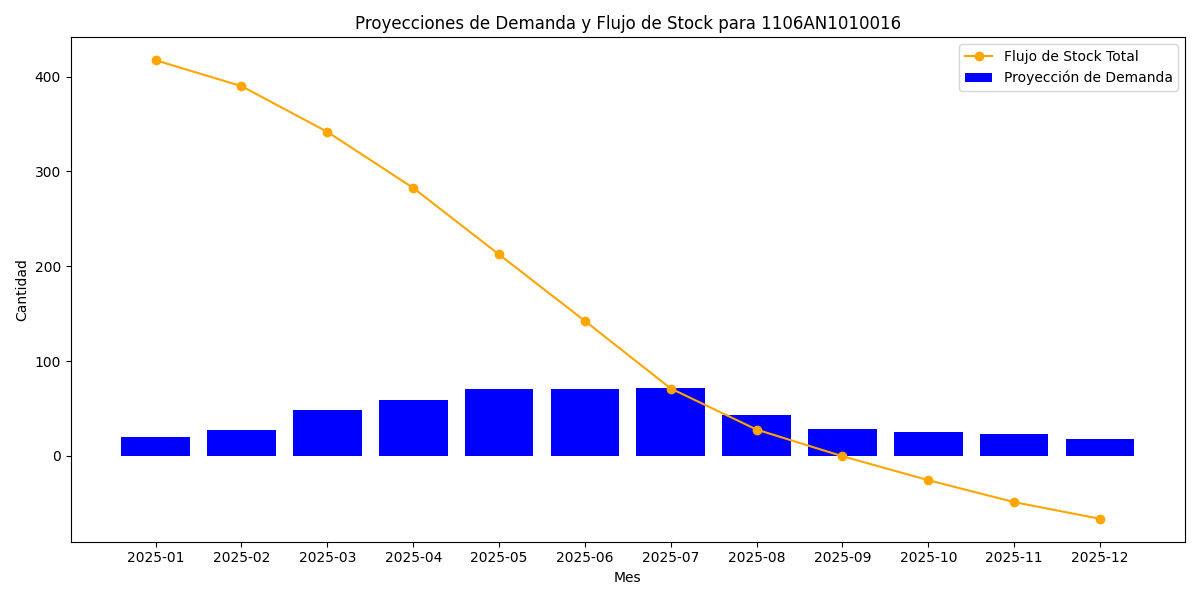 Proyecciones de Demanda y Flujo de Stock para 1106AN1010016
Flujo de Stock Total
Proyección de Demanda
Cantidad
400
300
200
100
0
2025-01 2025-02 2025-03 2025-04 2025-05 2025-06 2025-07 2025-08 2025-09 2025-10 2025-11 2025-12
Mes